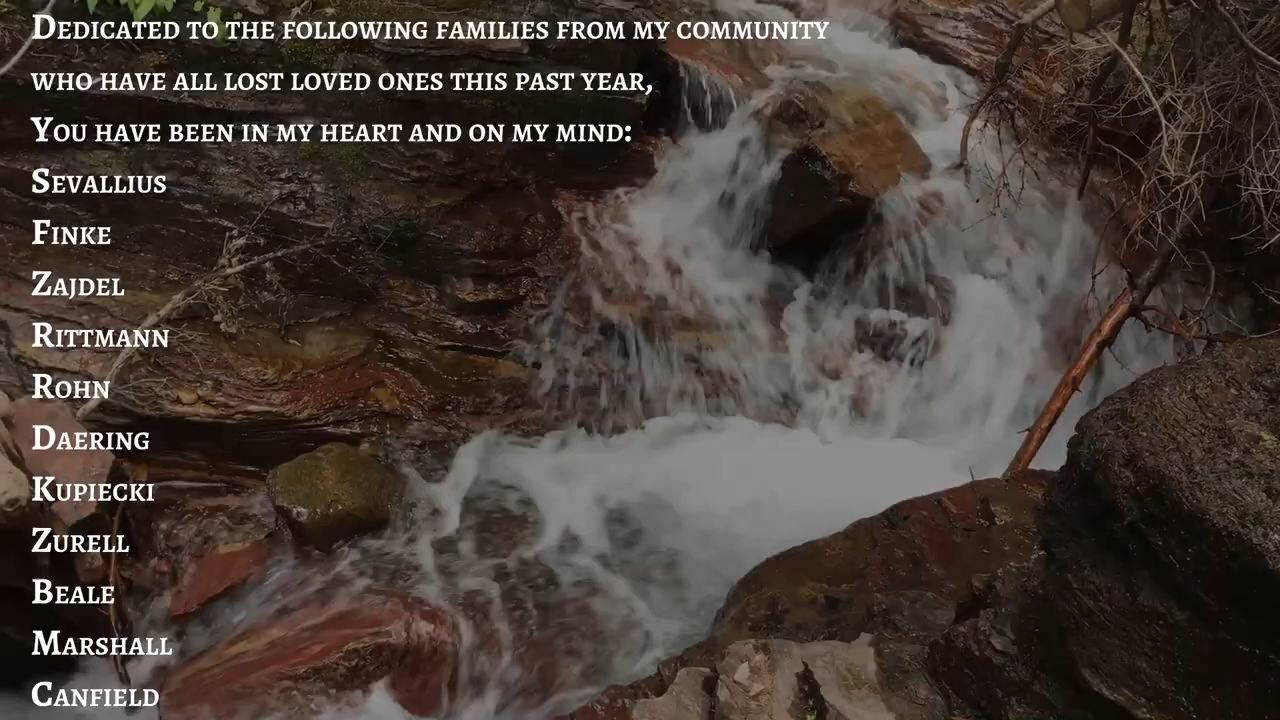 Dedicated to the following families from my community
who have all lost loved ones this past year,
You have been in my heart and on my mind:
Sevallius
Finke
Zajdel
Rittmann
Rohn
Daering
Kupiecki
Zurell
Beale
Marshall
Canfield